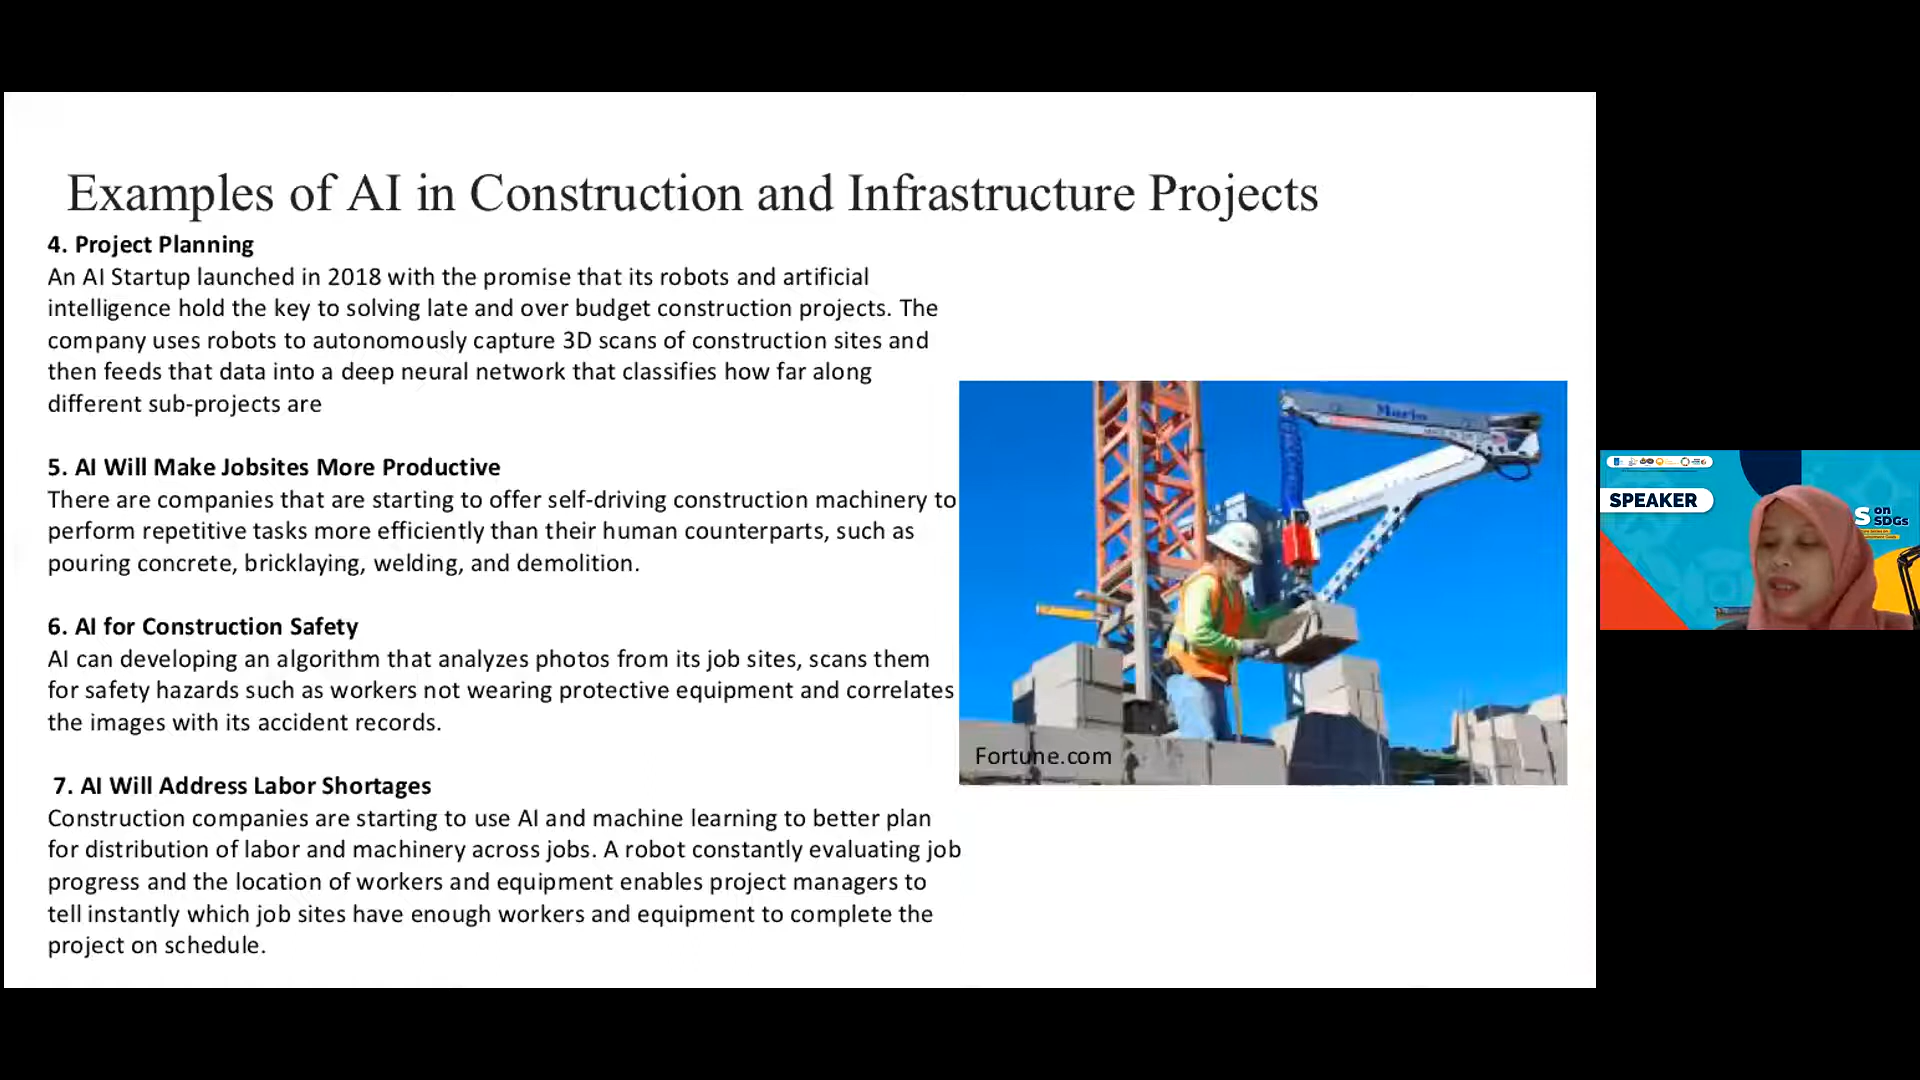 Examples of AI in Construction and Infrastructure Projects
4. Project Planning
An AI Startup launched in 2018 with the promise that its robots and artificial
intelligence hold the key to solving late and over budget construction projects. The
company uses robots to autonomously capture 3D scans of construction sites and
then feeds that data into a deep neural network that classifies how far along
different sub-projects are
5. AI Will Make Jobsites More Productive
There are companies that are starting to offer self-driving construction machinery to
perform repetitive tasks more efficiently than their human counterparts, such as
pouring concrete, bricklaying, welding, and demolition.
6. AI for Construction Safety
AI can developing an algorithm that analyzes photos from its job sites, scans them
for safety hazards such as workers not wearing protective equipment and correlates
the images with its accident records.
7. AI Will Address Labor Shortages
Construction companies are starting to use AI and machine learning to better plan
for distribution of labor and machinery across jobs. A robot constantly evaluating job
progress and the location of workers and equipment enables project managers to
tell instantly which job sites have enough workers and equipment to complete the
project on schedule.
Fortune.com
SPEAKER
S on
SDGs